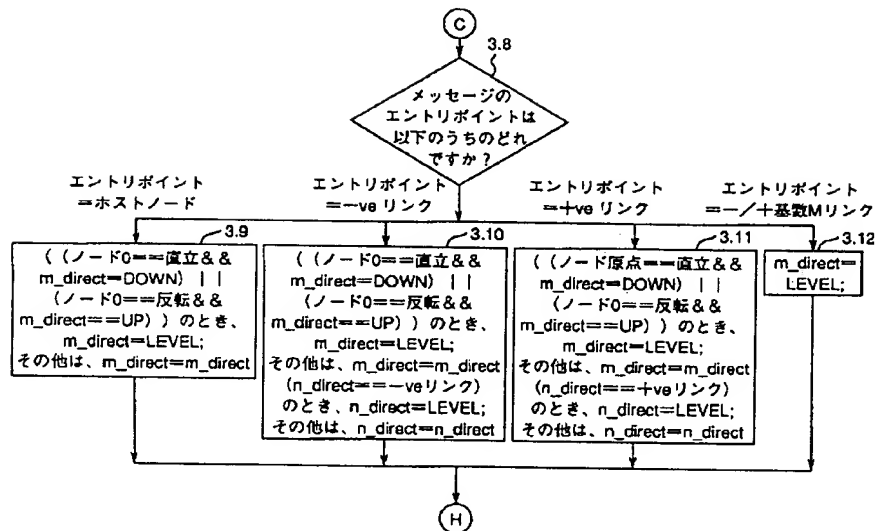 C
3.8
メッセージの
エントリポイントは
以下のうちのどれ
ですか?
エントリポイント
=ホストノード
エントリポイント
=−ve リンク
エントリポイント
=+ve リンク
エントリポイント
=−/+基数Mリンク
3.9
((ノード0==直立&&
m_direct=DOWN) ||
(ノード0==反転&&
m_direct==UP))のとき、
m_direct=LEVEL;
その他は、m_direct=m_direct
3.10
((ノード0==直立&&
m_direct=DOWN) ||
(ノード0==反転&&
m_direct==UP))のとき、
m_direct=LEVEL;
その他は、m_direct=m_direct
(n_direct==−veリンク)
のとき、n_direct=LEVEL;
その他は、n_direct=n_direct
3.11
((ノード原点==直立&&
m_direct=DOWN) ||
(ノード0==反転&&
m_direct==UP))のとき、
m_direct=LEVEL;
その他は、m_direct=m_direct
(n_direct==+veリンク)
のとき、n_direct=LEVEL;
その他は、n_direct=n_direct
3.12
m_direct=
LEVEL;
H